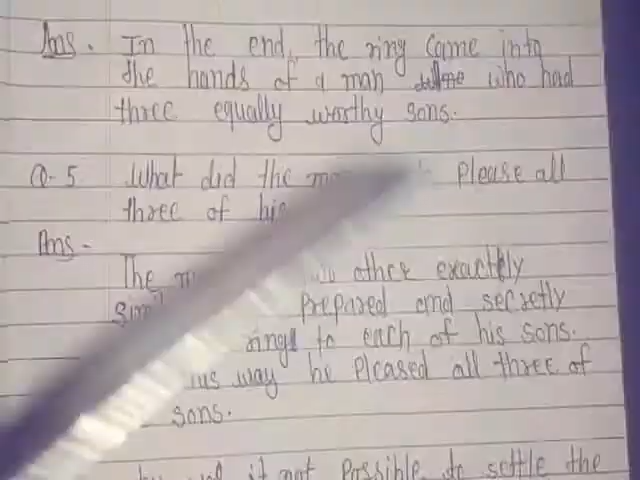 Ans. In the end, the ring came into
the hands of a man who had
three equally worthy sons.
Q-5 What did the Please all
three of his
Ans-
The other exactly
prepared and secretly
to each of his sons.
way he Pleased all three of
sons.
it not Possible to settle the